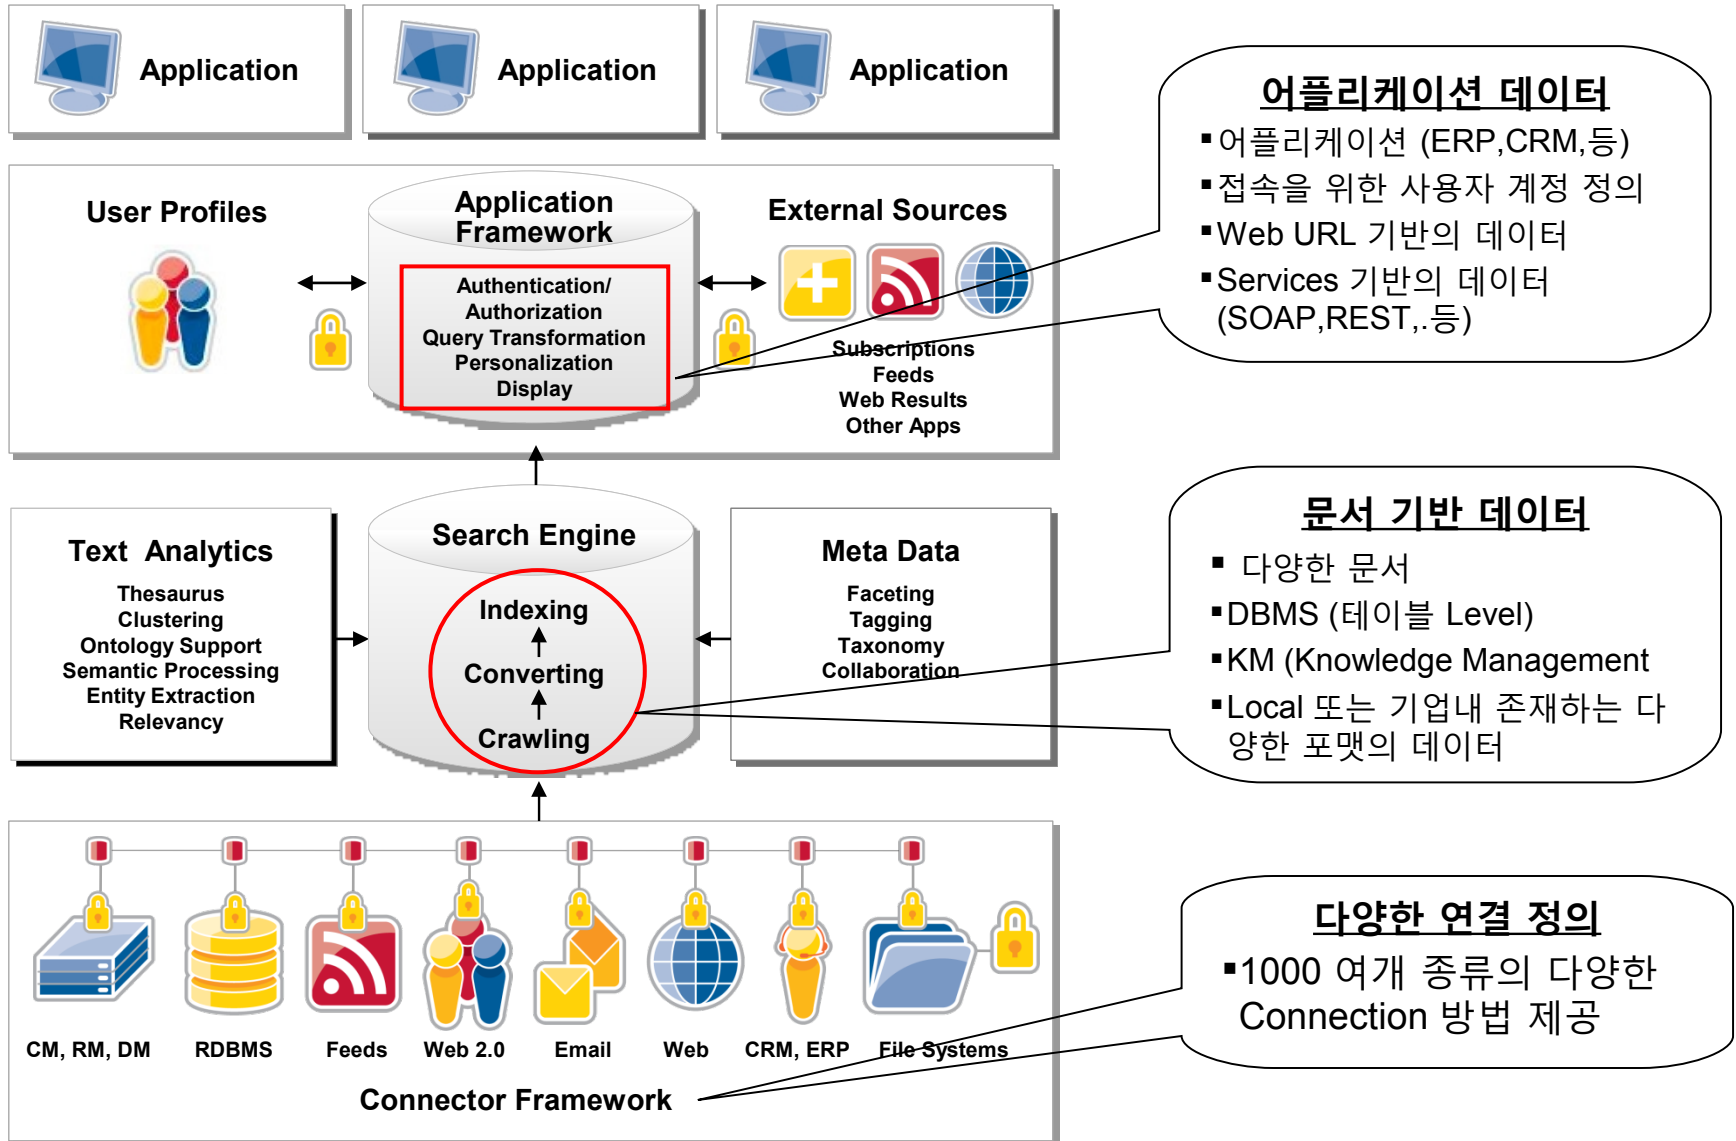 Application
Application
Application
User Profiles
Application
Framework
Authentication/
Authorization
Query Transformation
Personalization
Display
External Sources
Subscriptions
Feeds
Web Results
Other Apps
어플리케이션 데이터
▪어플리케이션 (ERP,CRM,등)
▪접속을 위한 사용자 계정 정의
▪Web URL 기반의 데이터
▪Services 기반의 데이터
(SOAP,REST,.등)
Text Analytics
Thesaurus
Clustering
Ontology Support
Semantic Processing
Entity Extraction
Relevancy
Search Engine
Indexing
Converting
Crawling
Meta Data
Faceting
Tagging
Taxonomy
Collaboration
문서 기반 데이터
▪ 다양한 문서
▪DBMS (테이블 Level)
▪KM (Knowledge Management
▪Local 또는 기업내 존재하는 다
양한 포맷의 데이터
CM, RM, DM
RDBMS
Feeds
Web 2.0
Email
Web
CRM, ERP
File Systems
Connector Framework
다양한 연결 정의
▪1000 여개 종류의 다양한
Connection 방법 제공